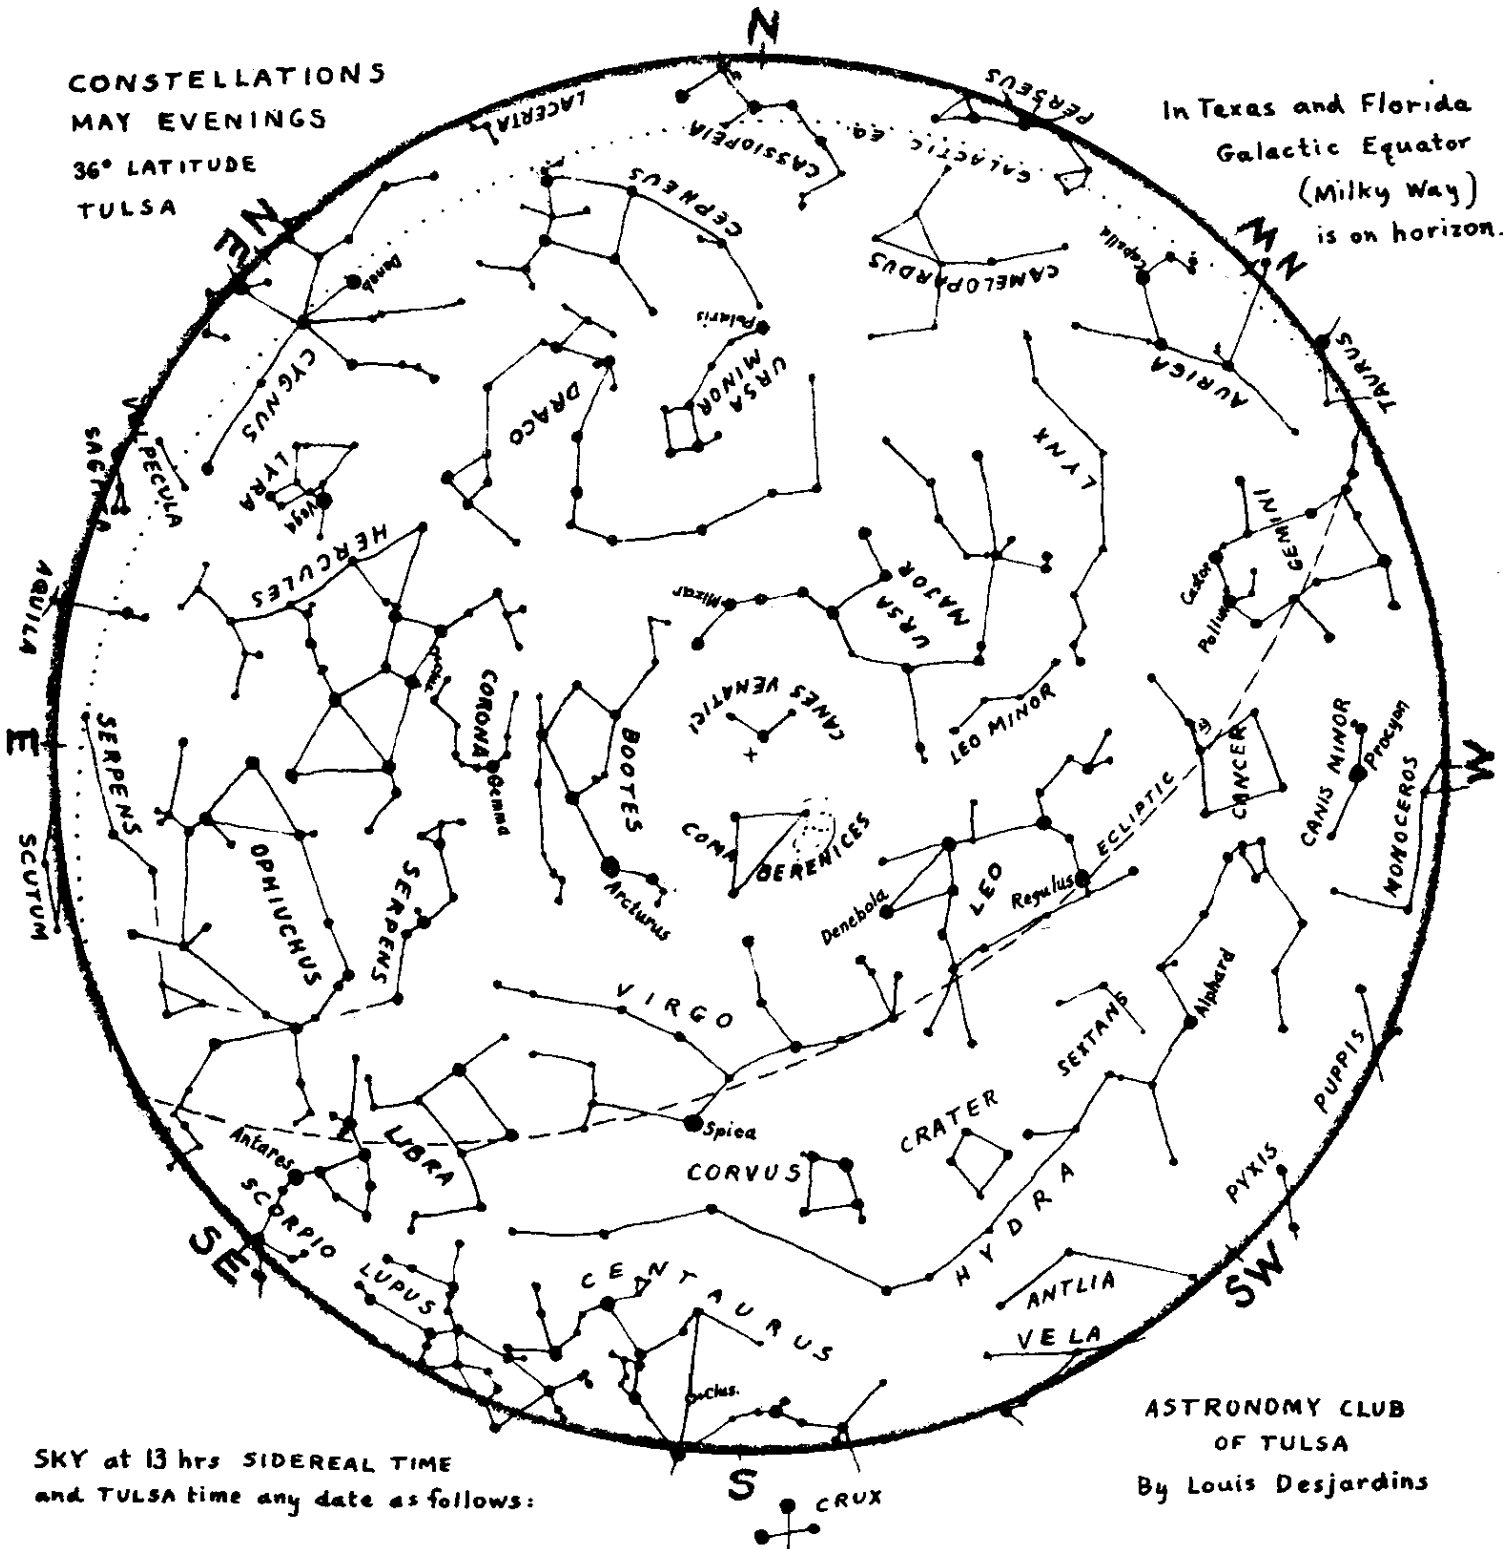 N
CONSTELLATIONS
MAY EVENINGS
36° LATITUDE
TULSA
In Texas and Florida
Galactic Equator
(Milky Way)
is on horizon.
LACERTA
CASSIOPEIA
PERSEUS
GALACTIC EQ.
CEPHEUS
CAMELOPARDUS
Capella
AURIGA
NW
TAURUS
NE
Deneb
CYGNUS
Polaris
URSA
MINOR
DRACO
LYNX
VULPECULA
SAGITTA
LYRA
Vega
HERCULES
GEMINI
Castor
Pollux
Mizar
URSA
MAJOR
AQUILA
CORONA
Gemma
CANES VENATICI
LEO MINOR
E
W
SERPENS
BOOTES
CANCER
CANIS MINOR
Procyon
MONOCEROS
ECLIPTIC
SCUTUM
OPHIUCHUS
SERPENS
Arcturus
COMA
BERENICES
Denebola
LEO
Regulus
Alphard
VIRGO
SEXTANS
PUPPIS
Antares
LIBRA
Spica
CORVUS
CRATER
HYDRA
PYXIS
SCORPIO
SE
LUPUS
CENTAURUS
Clus.
ANTLIA
VELA
SW
S
CRUX
SKY at 13 hrs SIDEREAL TIME
and TULSA time any date as follows:
ASTRONOMY CLUB
OF TULSA
By Louis Desjardins